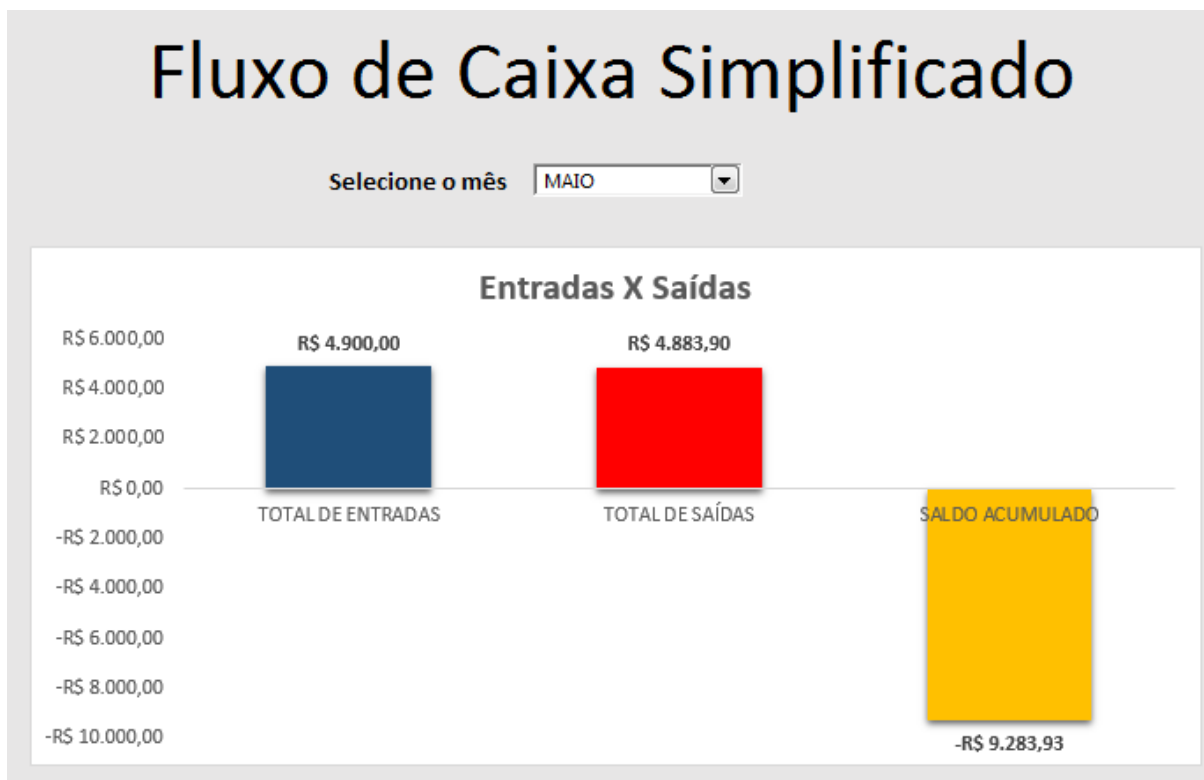 Fluxo de Caixa Simplificado
Selecione o mês MAIO
Entradas X Saídas
R$ 6.000,00
R$ 4.900,00 R$ 4.883,90
R$ 4.000,00
R$ 2.000,00
R$ 0,00
TOTAL DE ENTRADAS TOTAL DE SAÍDAS SALDO ACUMULADO
-R$ 2.000,00
-R$ 4.000,00
-R$ 6.000,00
-R$ 8.000,00
-R$ 10.000,00
-R$ 9.283,93